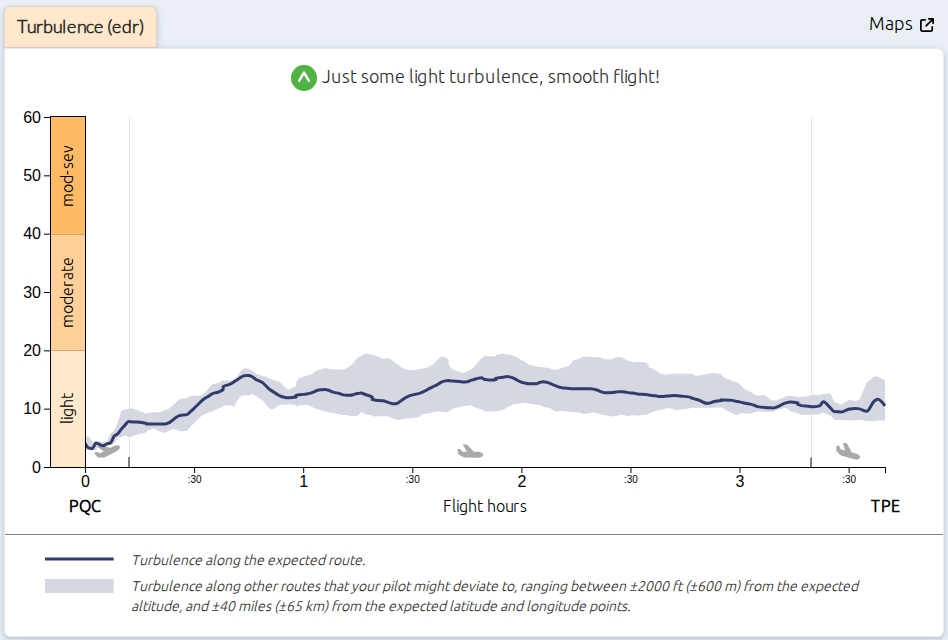 Turbulence (edr)
Maps
Just some light turbulence, smooth flight!
60
50
40
30
20
10
0
mod-sev
moderate
light
0 :30 1 :30 2 :30 3 :30
PQC Flight hours TPE
Turbulence along the expected route.
Turbulence along other routes that your pilot might deviate to, ranging between ±2000 ft (±600 m) from the expected
altitude, and ±40 miles (±65 km) from the expected latitude and longitude points.